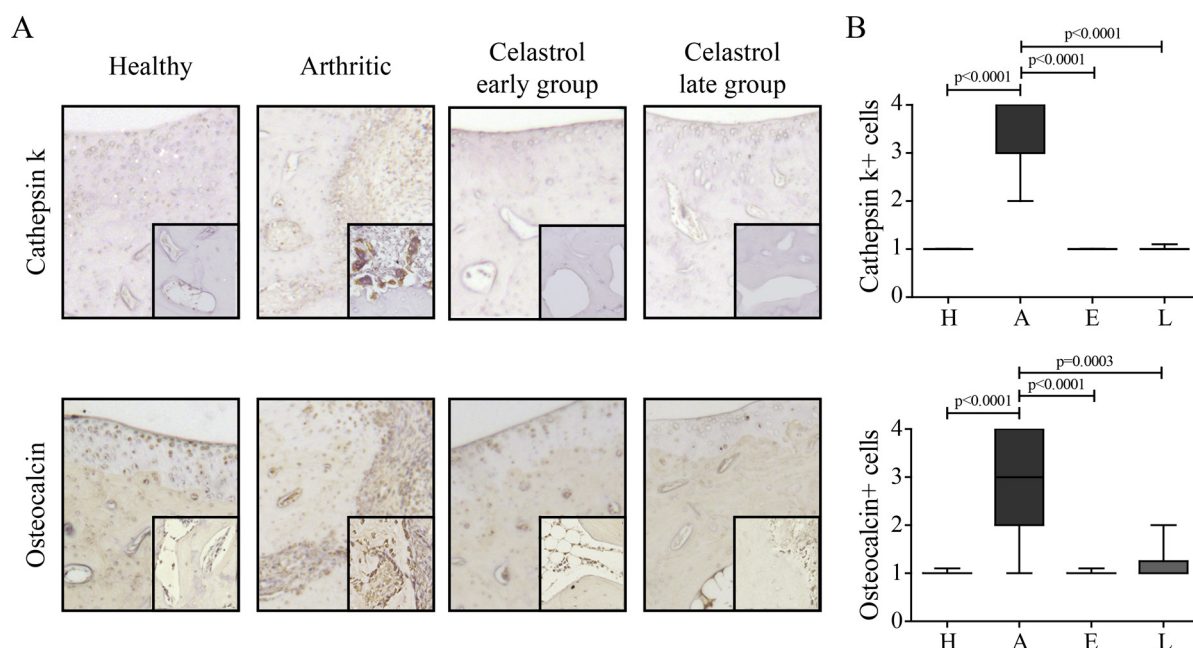 A
Healthy
Arthritic
Celastrol
early group
Celastrol
late group
Cathepsin k
Osteocalcin
B
p<0.0001
p<0.0001
p<0.0001
Cathepsin k+ cells
4
3
2
1
0
H A E L
p=0.0003
p<0.0001
p<0.0001
Osteocalcin+ cells
4
3
2
1
0
H A E L